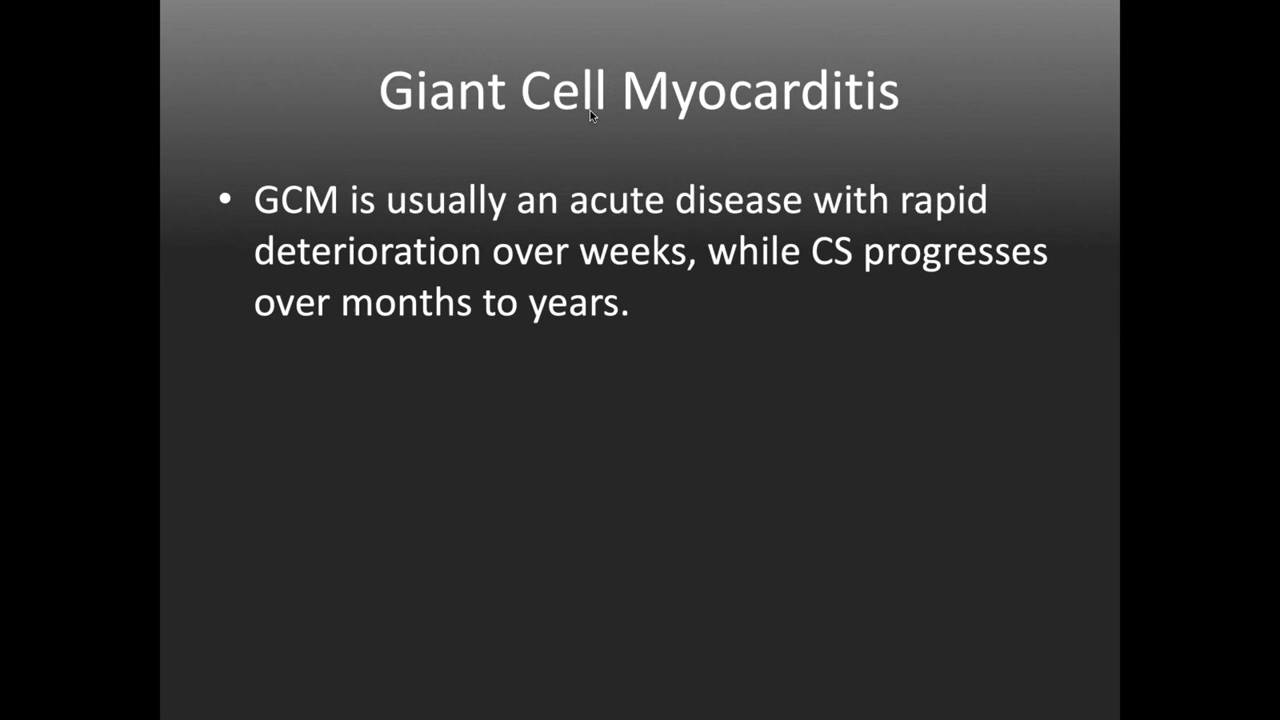 Giant Cell Myocarditis
• GCM is usually an acute disease with rapid
deterioration over weeks, while CS progresses
over months to years.